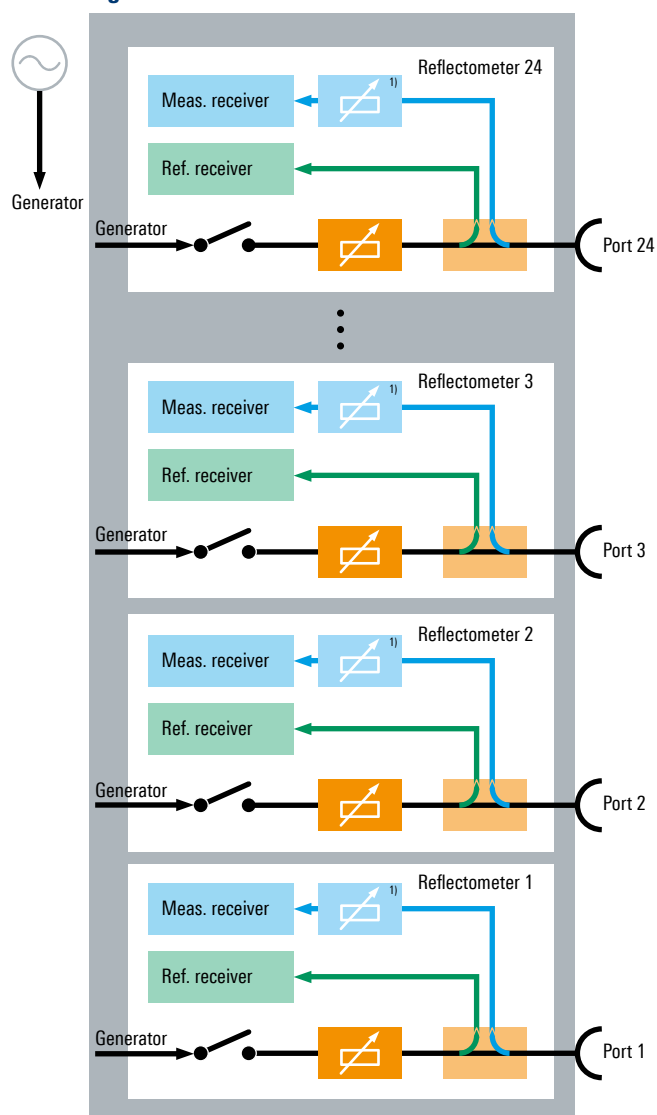 Reflectometer 24
Meas. receiver
1)
Ref. receiver
Generator
Generator
Port 24
Reflectometer 3
Meas. receiver
1)
Ref. receiver
Generator
Port 3
Reflectometer 2
Meas. receiver
1)
Ref. receiver
Generator
Port 2
Reflectometer 1
Meas. receiver
1)
Ref. receiver
Generator
Port 1